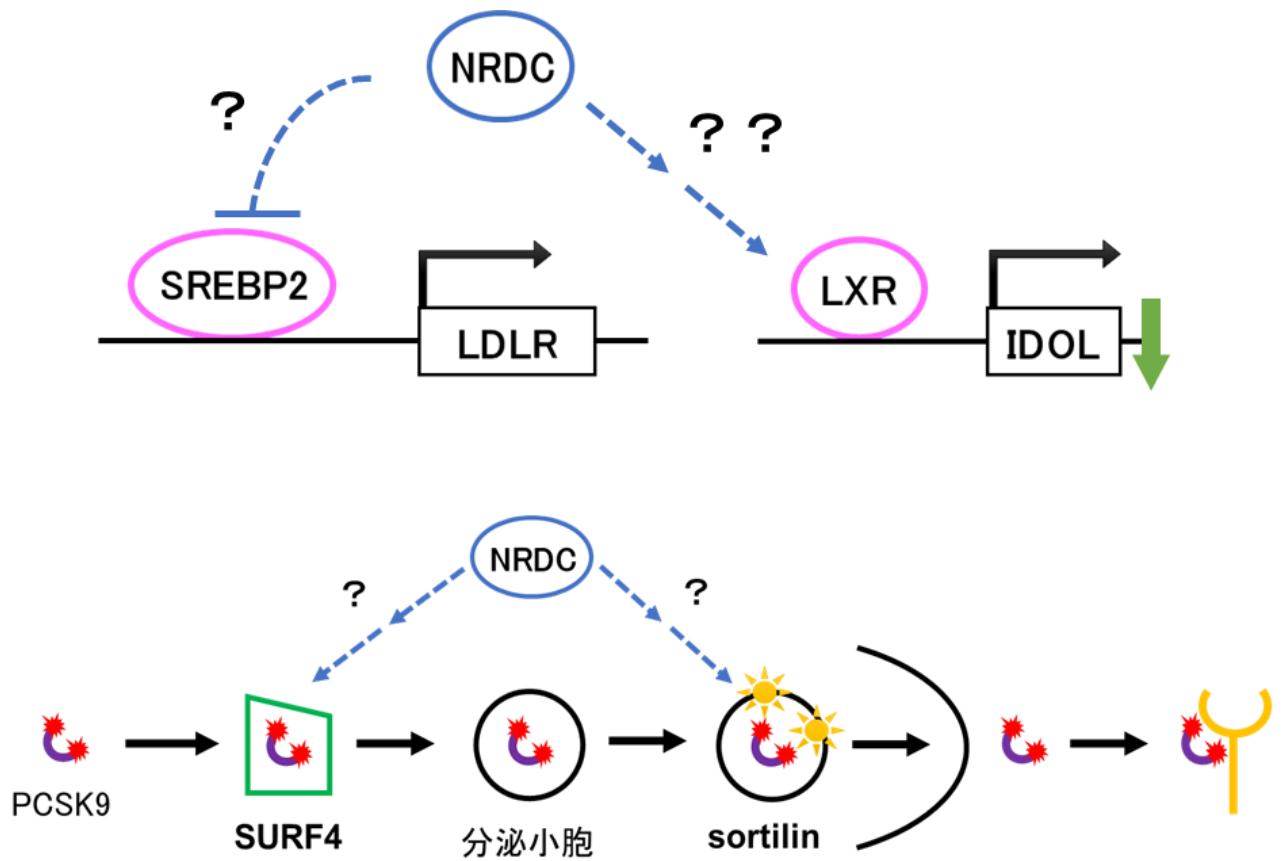 NRDC
?
? ?
SREBP2
LDLR
LXR
IDOL
NRDC
?
?
PCSK9
SURF4
分泌小胞
sortilin